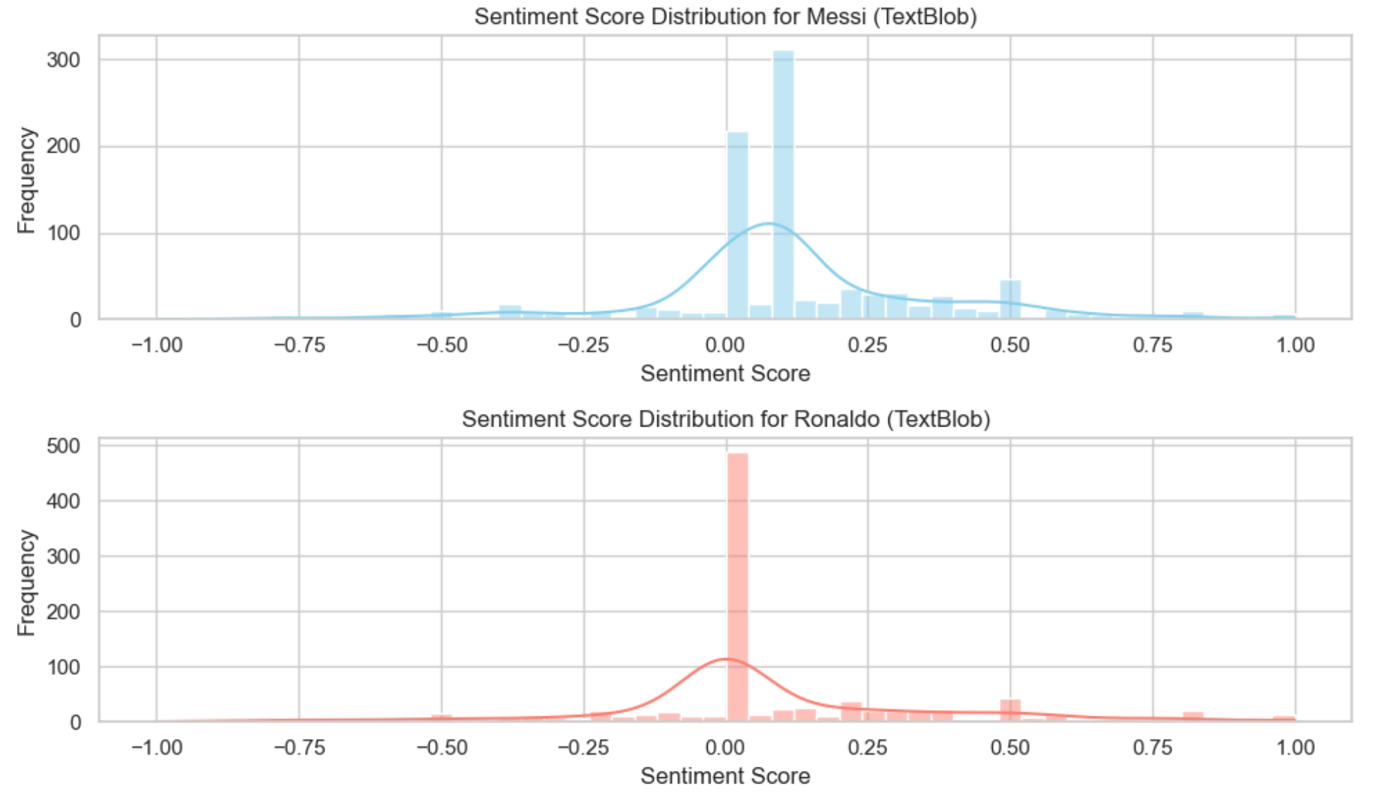 Sentiment Score Distribution for Messi (TextBlob)
300
200
100
0
Frequency
−1.00 −0.75 −0.50 −0.25 0.00 0.25 0.50 0.75 1.00
Sentiment Score
Sentiment Score Distribution for Ronaldo (TextBlob)
500
400
300
200
100
0
Frequency
−1.00 −0.75 −0.50 −0.25 0.00 0.25 0.50 0.75 1.00
Sentiment Score